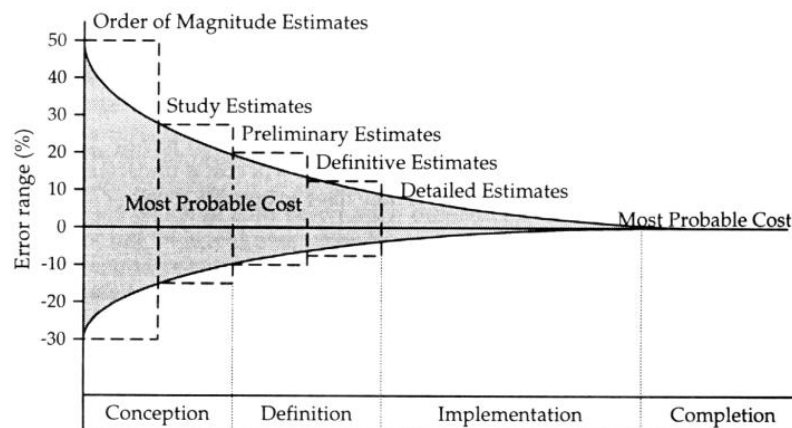 Order of Magnitude Estimates
50
40
Study Estimates
30
Preliminary Estimates
20
Definitive Estimates
10
Detailed Estimates
Most Probable Cost
Most Probable Cost
0
-10
-20
-30
Error range (%)
Conception
Definition
Implementation
Completion